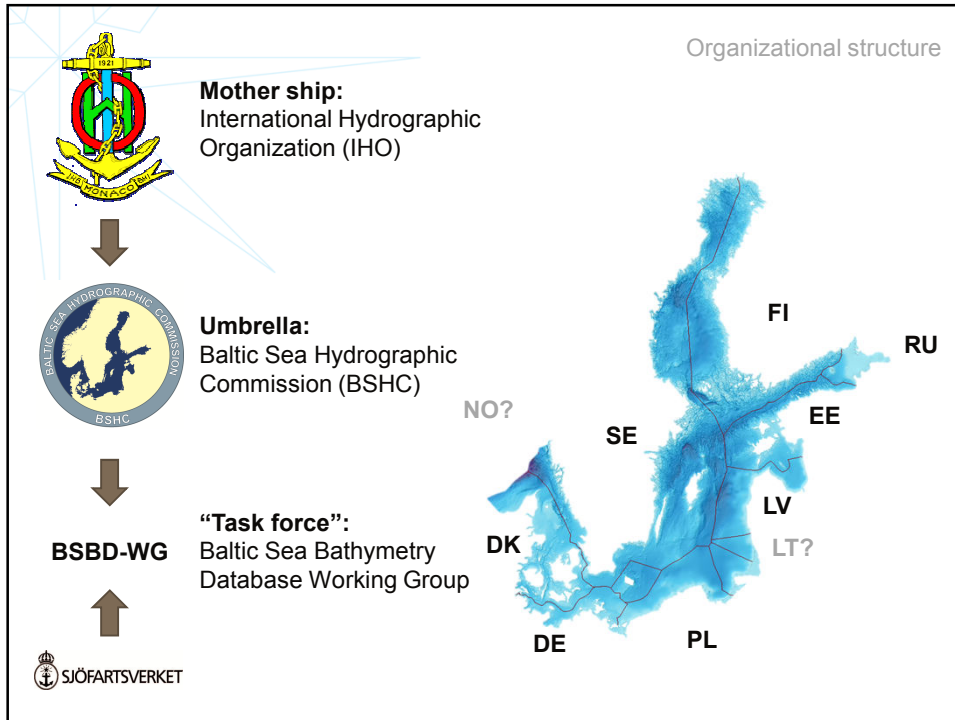 Organizational structure
1921
IHB MONACO BHI
Mother ship:
International Hydrographic
Organization (IHO)
BALTIC SEA HYDROGRAPHIC COMMISSION
BSHC
Umbrella:
Baltic Sea Hydrographic
Commission (BSHC)
BSBD-WG
“Task force”:
Baltic Sea Bathymetry
Database Working Group
SJÖFARTSVERKET
FI
RU
NO?
SE
EE
LV
DK
LT?
DE
PL